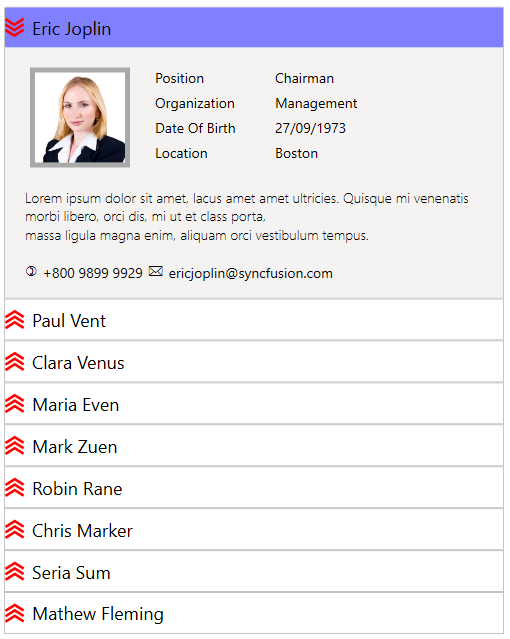 Eric Joplin
Position Chairman
Organization Management
Date Of Birth 27/09/1973
Location Boston
Lorem ipsum dolor sit amet, lacus amet amet ultricies. Quisque mi venenatis
morbi libero, orci dis, mi ut et class porta,
massa ligula magna enim, aliquam orci vestibulum tempus.
+800 9899 9929 ericjoplin@syncfusion.com
Paul Vent
Clara Venus
Maria Even
Mark Zuen
Robin Rane
Chris Marker
Seria Sum
Mathew Fleming